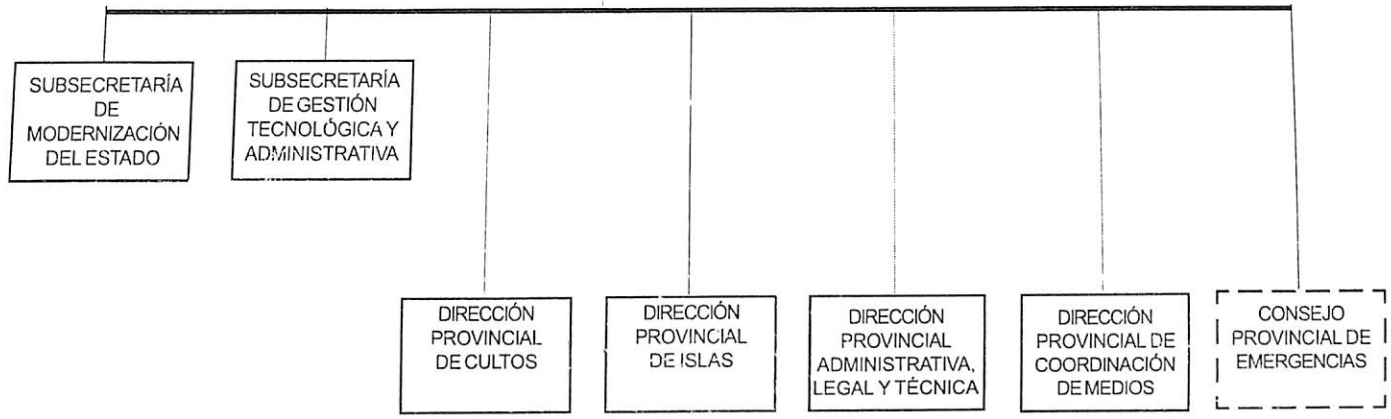 SUBSECRETARÍA
DE
MODERNIZACIÓN
DEL ESTADO
SUBSECRETARÍA
DE GESTIÓN
TECNOLÓGICA Y
ADMINISTRATIVA
DIRECCIÓN
PROVINCIAL
DE CULTOS
DIRECCIÓN
PROVINCIAL
DE ISLAS
DIRECCIÓN
PROVINCIAL
ADMINISTRATIVA,
LEGAL Y TÉCNICA
DIRECCIÓN
PROVINCIAL DE
COORDINACIÓN
DE MEDIOS
CONSEJO
PROVINCIAL DE
EMERGENCIAS